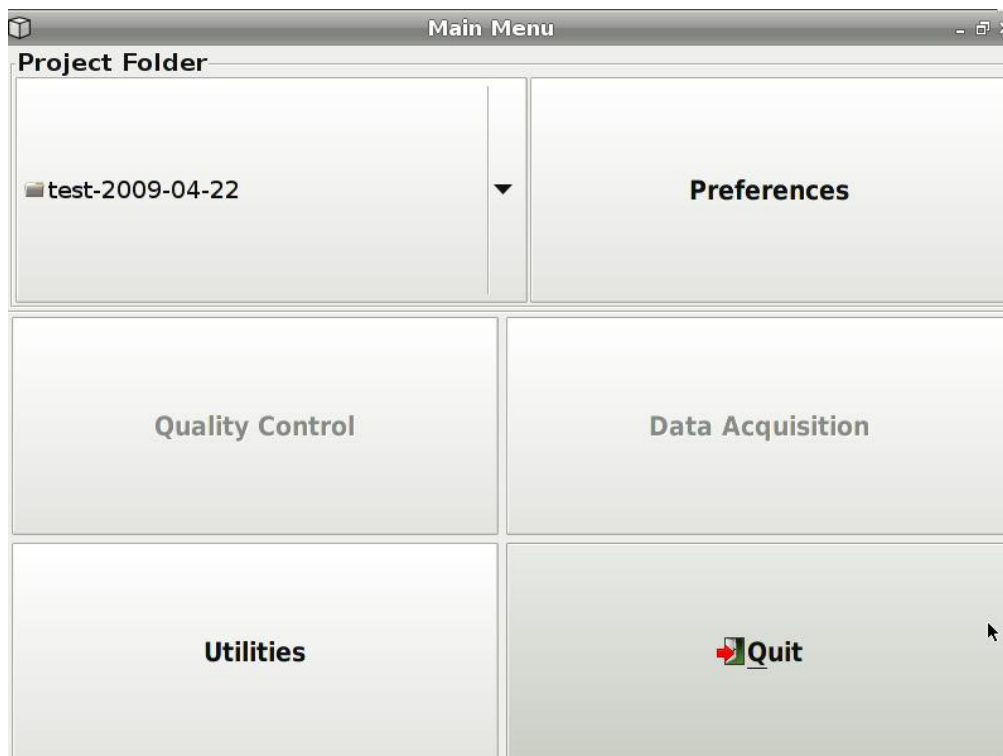 Main Menu
Project Folder
test-2009-04-22
Preferences
Quality Control
Data Acquisition
Utilities
Quit